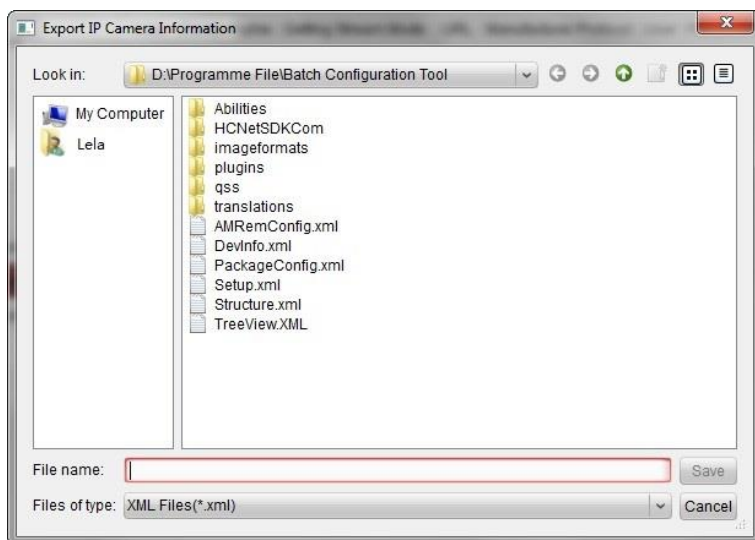 Export IP Camera Information
Look in: D:\Programme File\Batch Configuration Tool
My Computer
Lela
Abilities
HCNetSDKCom
imageformats
plugins
qss
translations
AMRemConfig.xml
DevInfo.xml
PackageConfig.xml
Setup.xml
Structure.xml
TreeView.XML
File name: Save
Files of type: XML Files(*.xml) Cancel